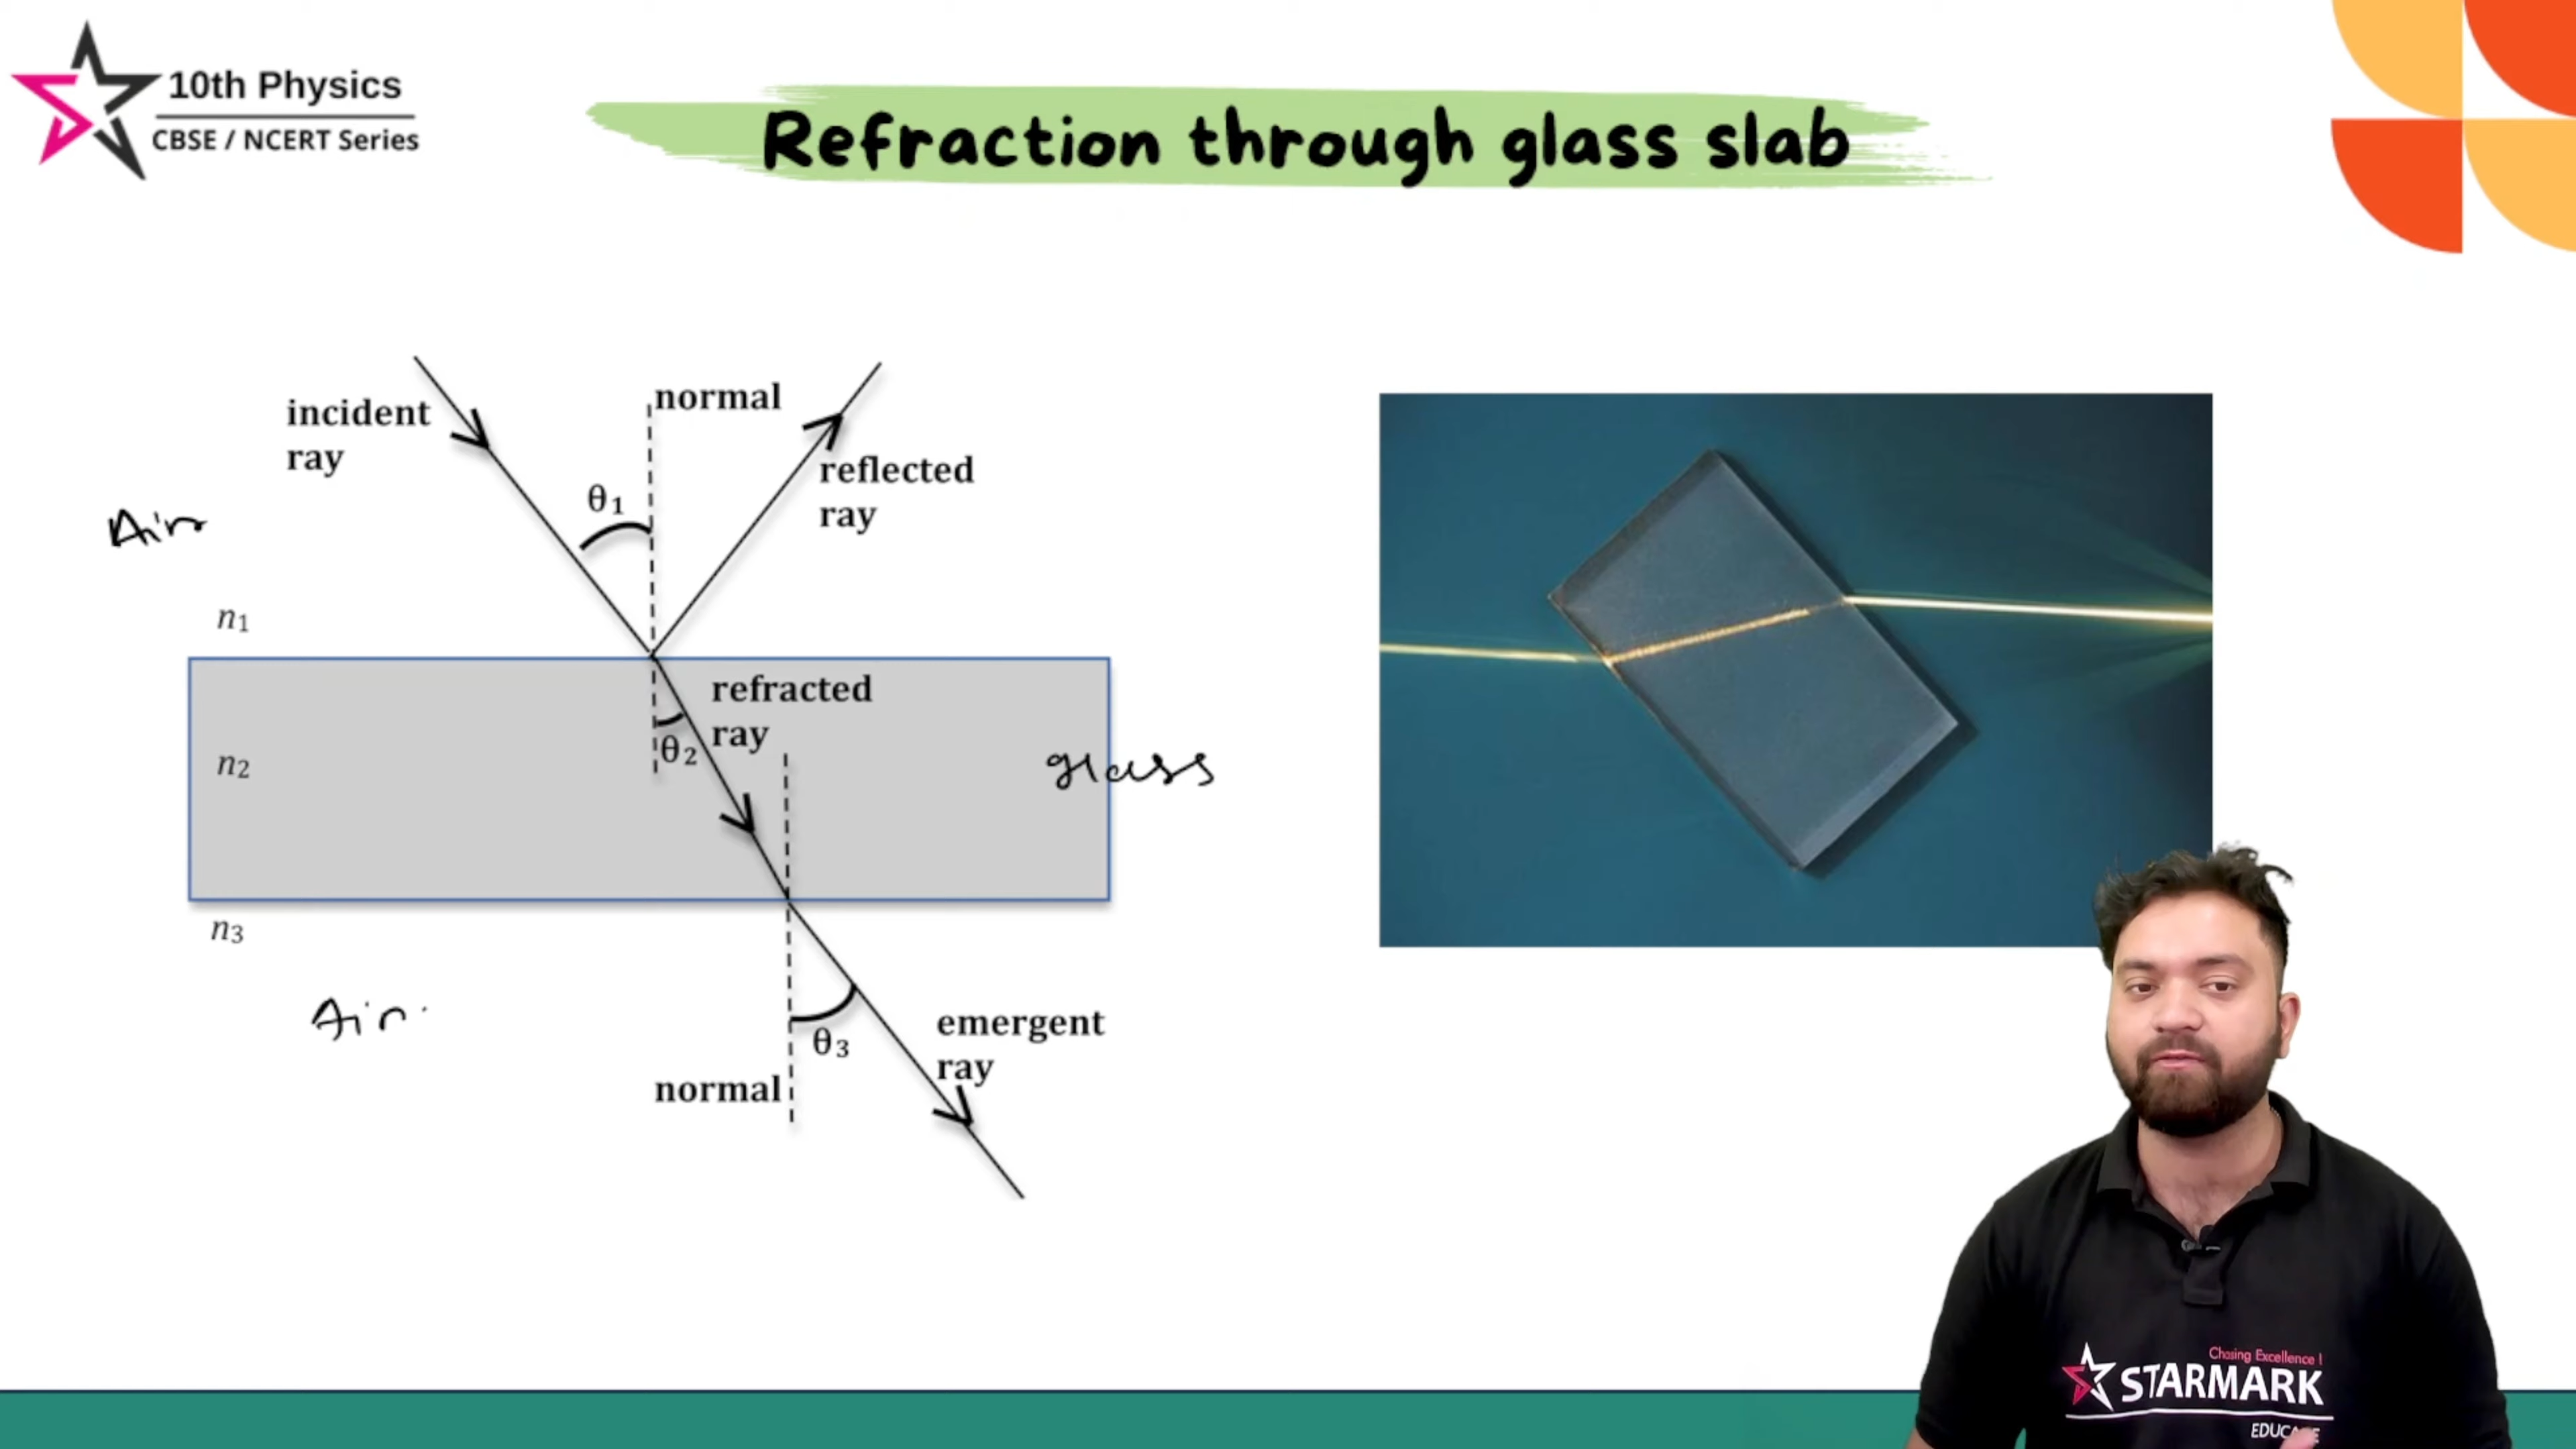 10th Physics
CBSE / NCERT Series
Refraction through glass slab
incident
ray
normal
reflected
ray
θ1
Air
n1
refracted
ray
θ2
n2
glass
n3
Air
θ3
emergent
ray
normal
Chasing Excellence !
STARMARK